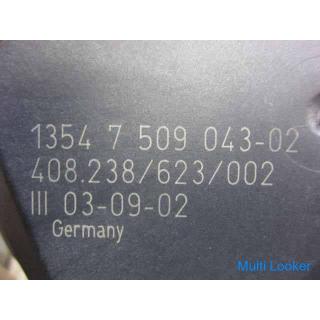 1354 7 509 043-02
408.238/623/002
III 03-09-02
Germany
Multi Looker